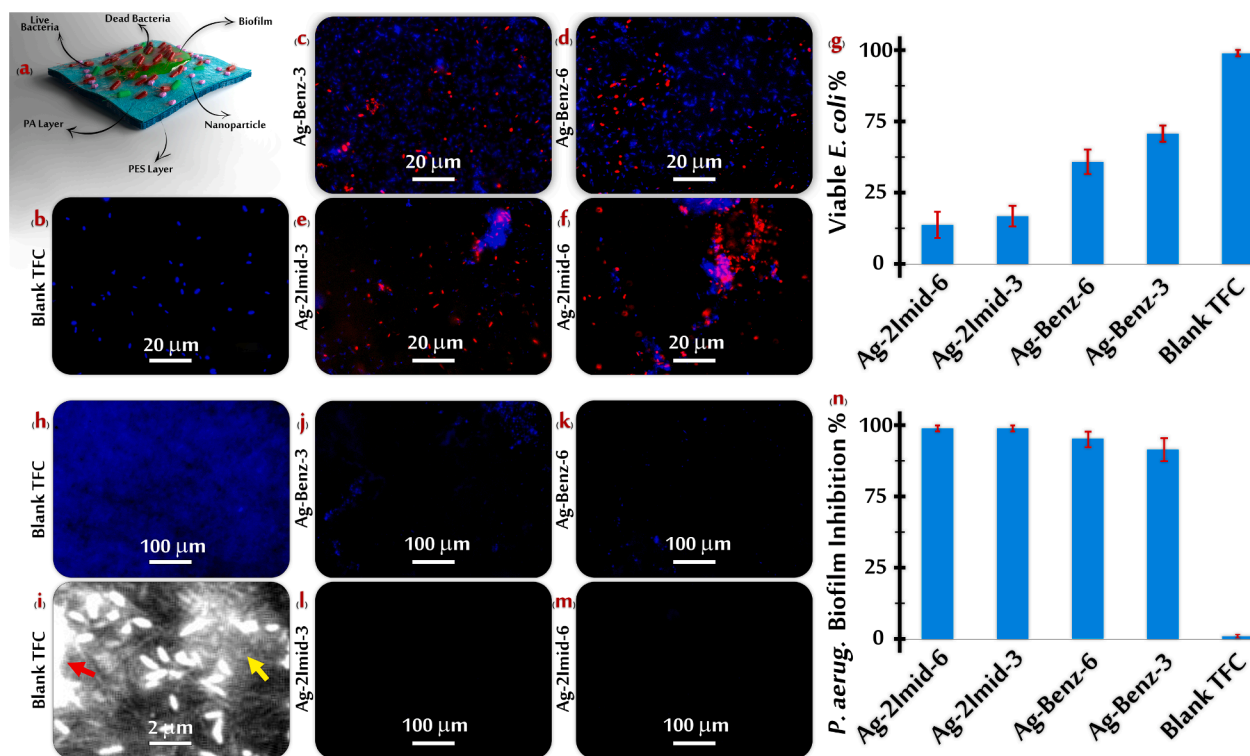 Live
Bacteria
Dead Bacteria
Biofilm
(a)
PA Layer
Nanoparticle
PES Layer
(b)
Blank TFC
20 μm
(c)
Ag-Benz-3
20 μm
(d)
Ag-Benz-6
20 μm
(e)
Ag-2Imid-3
20 μm
(f)
Ag-2Imid-6
20 μm
(g)
Viable E. coli %
100
75
25
0
Ag-2Imid-6
Ag-2Imid-3
Ag-Benz-6
Ag-Benz-3
Blank TFC
(h)
Blank TFC
100 μm
(i)
Blank TFC
2 μm
(j)
Ag-Benz-3
100 μm
(k)
Ag-Benz-6
100 μm
(l)
Ag-2Imid-3
100 μm
(m)
Ag-2Imid-6
100 μm
(n)
P. aerug. Biofilm Inhibition %
100
75
25
0
Ag-2Imid-6
Ag-2Imid-3
Ag-Benz-6
Ag-Benz-3
Blank TFC